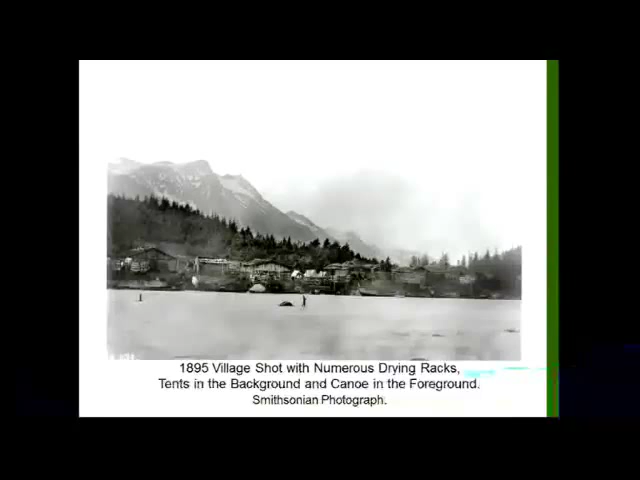 1895 Village Shot with Numerous Drying Racks,
Tents in the Background and Canoe in the Foreground.
Smithsonian Photograph.